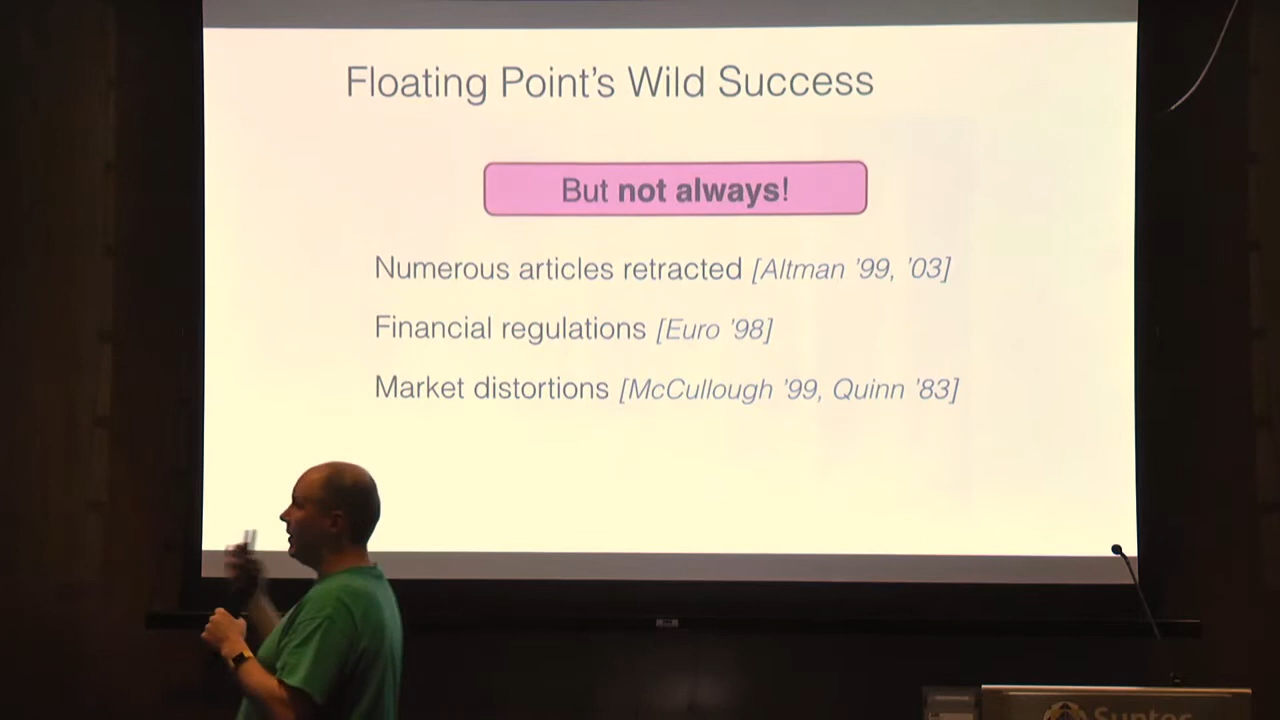 Floating Point's Wild Success
But not always!
Numerous articles retracted [Altman '99, '03]
Financial regulations [Euro '98]
Market distortions [McCullough '99, Quinn '83]
Suntec